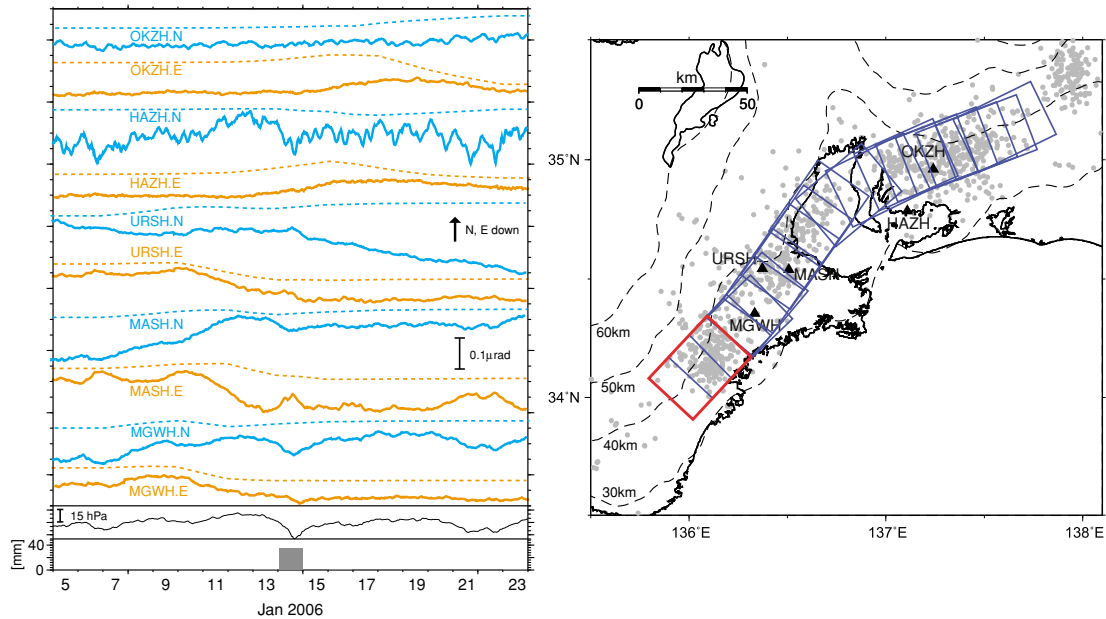 OKZH.N
OKZH.E
HAZH.N
HAZH.E
URSH.N
N, E down
URSH.E
MASH.N
0.1μrad
MASH.E
MGWH.N
MGWH.E
15 hPa
40
[mm]
0
5 7 9 11 13 15 17 19 21 23
Jan 2006
km
0 50
35°N
OKZH
HAZH
URSH
MASH
MGWH
60km
50km
34°N
40km
30km
136°E 137°E 138°E